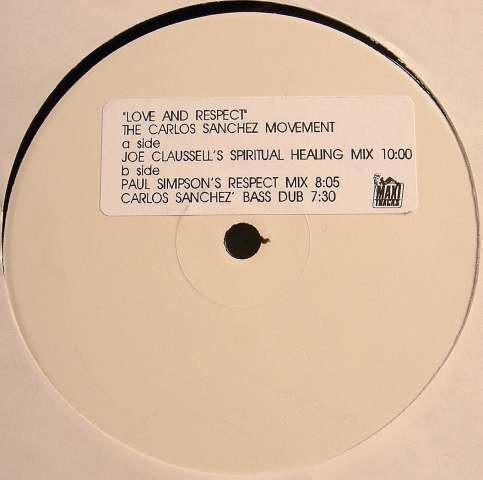 "LOVE AND RESPECT"
THE CARLOS SANCHEZ MOVEMENT
a side
JOE CLAUSSELL'S SPIRITUAL HEALING MIX 10:00
b side
PAUL SIMPSON'S RESPECT MIX 8:05
CARLOS SANCHEZ' BASS DUB 7:30
MAXI
TRACKS